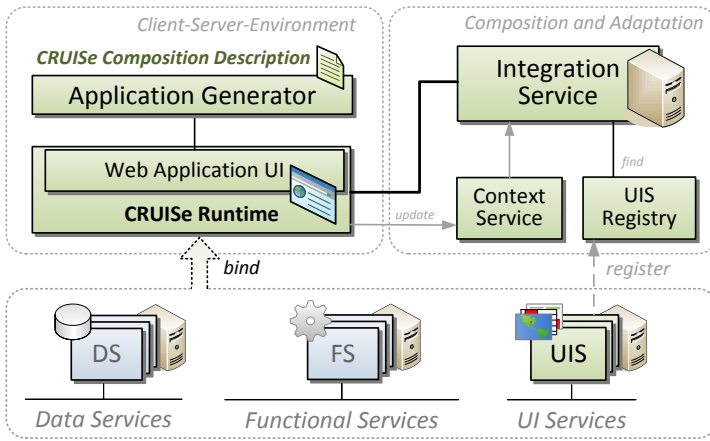 Client-Server-Environment
Composition and Adaptation
CRUISe Composition Description
Application Generator
Integration
Service
Web Application UI
CRUISe Runtime
update
Context
Service
find
UIS
Registry
bind
register
DS
FS
UIS
Data Services
Functional Services
UI Services